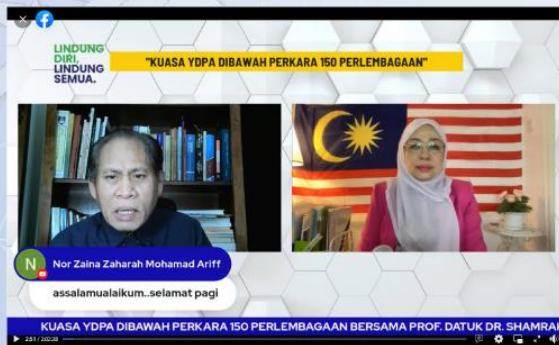 LINDUNG
DIRI,
LINDUNG
SEMUA.
"KUASA YDPA DIBAWAH PERKARA 150 PERLEMBAGAAN"
N
Nor Zaina Zaharah Mohamad Ariff
assalamualaikum..selamat pagi
KUASA YDPA DIBAWAH PERKARA 150 PERLEMBAGAAN BERSAMA PROF. DATUK DR. SHAMRA